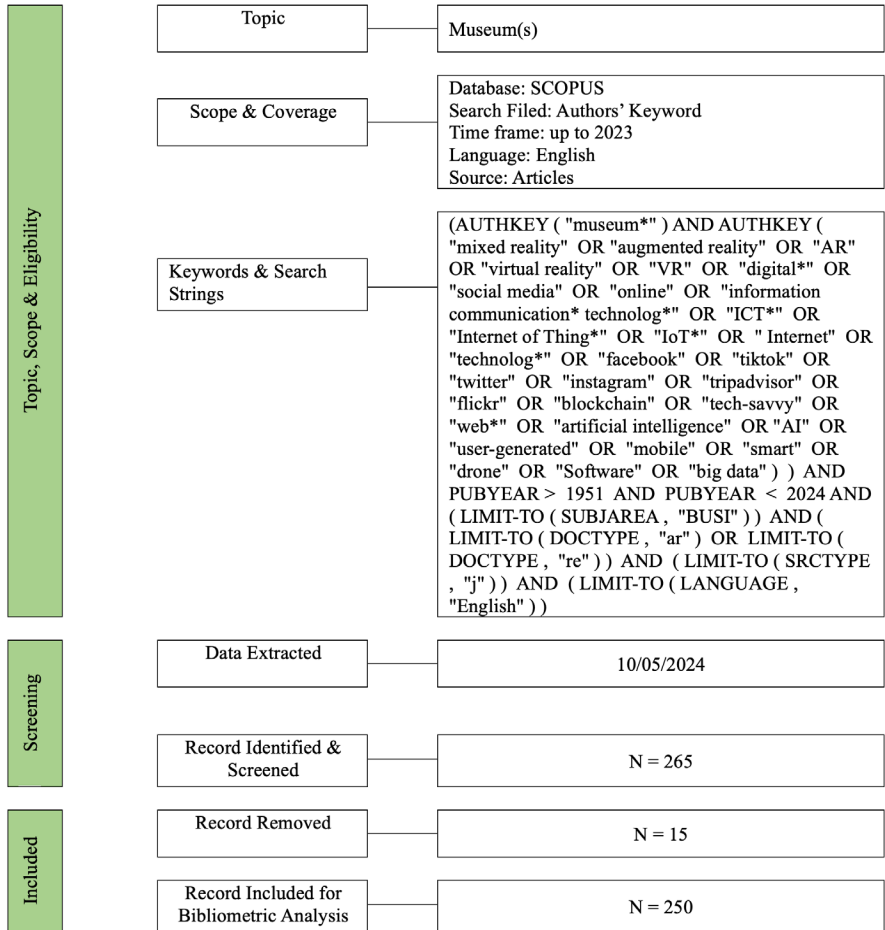 Topic, Scope & Eligibility
Topic
Museum(s)
Scope & Coverage
Database: SCOPUS
Search Filed: Authors' Keyword
Time frame: up to 2023
Language: English
Source: Articles
Keywords & Search
Strings
(AUTHKEY ( "museum*" ) AND AUTHKEY (
"mixed reality" OR "augmented reality" OR "AR"
OR "virtual reality" OR "VR" OR "digital*" OR
"social media" OR "online" OR "information
communication* technolog*" OR "ICT*" OR
"Internet of Thing*" OR "IoT*" OR " Internet" OR
"technolog*" OR "facebook" OR "tiktok" OR
"twitter" OR "instagram" OR "tripadvisor" OR
"flickr" OR "blockchain" OR "tech-savvy" OR
"web*" OR "artificial intelligence" OR "AI" OR
"user-generated" OR "mobile" OR "smart" OR
"drone" OR "Software" OR "big data" ) ) AND
PUBYEAR > 1951 AND PUBYEAR < 2024 AND
( LIMIT-TO ( SUBJAREA , "BUSI" ) ) AND (
LIMIT-TO ( DOCTYPE , "ar" ) OR LIMIT-TO (
DOCTYPE , "re" ) ) AND ( LIMIT-TO ( SRCTYPE
, "j" ) ) AND ( LIMIT-TO ( LANGUAGE ,
"English" ) )
Screening
Data Extracted
10/05/2024
Record Identified &
Screened
N = 265
Included
Record Removed
N = 15
Record Included for
Bibliometric Analysis
N = 250